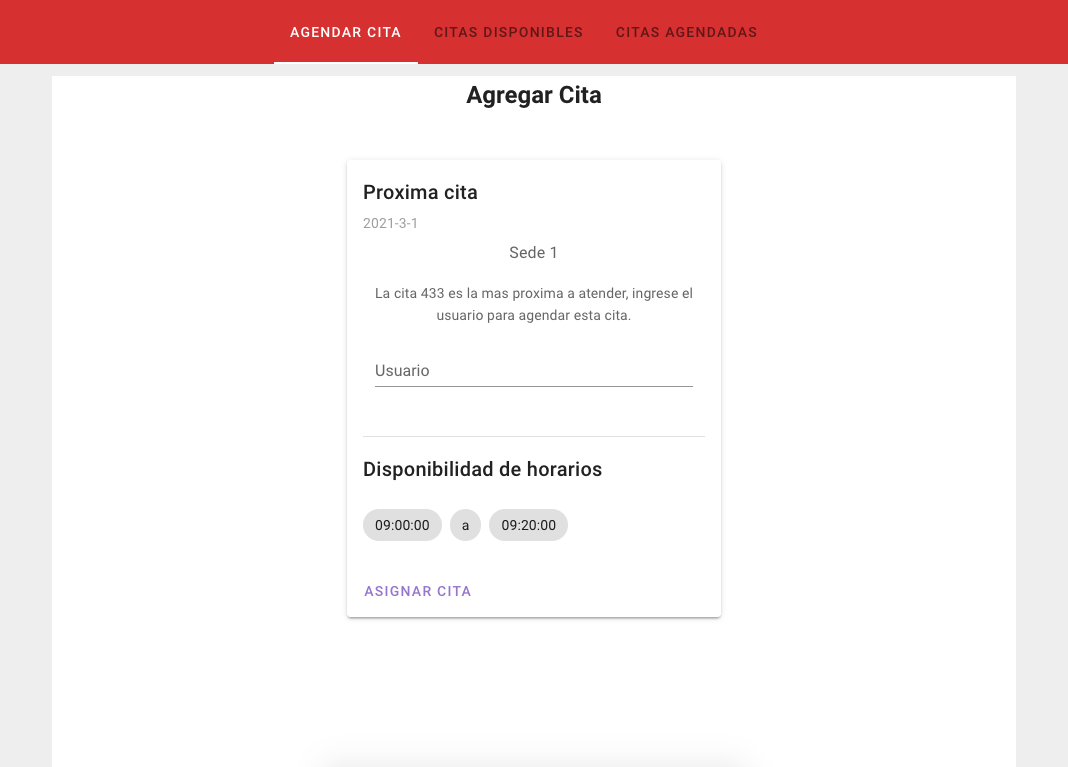 AGENDAR CITA CITAS DISPONIBLES CITAS AGENDADAS
Agregar Cita
Proxima cita
2021-3-1
Sede 1
La cita 433 es la mas proxima a atender, ingrese el
usuario para agendar esta cita.
Usuario
Disponibilidad de horarios
09:00:00 a 09:20:00
ASIGNAR CITA